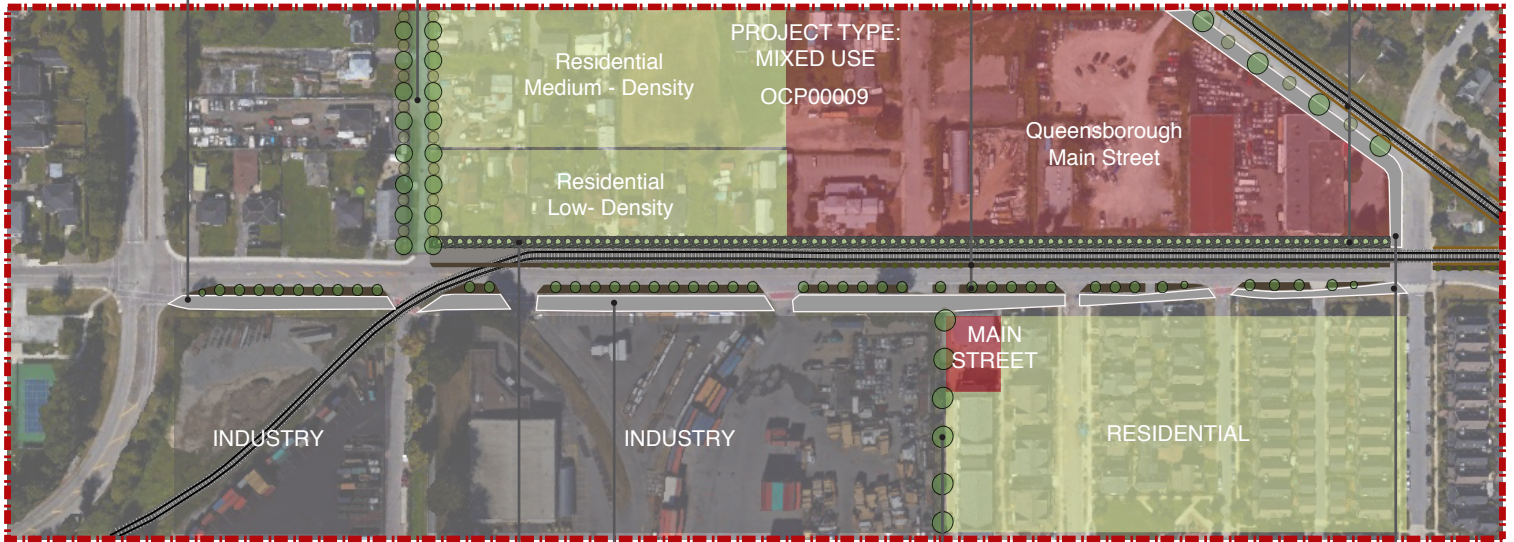 Residential
Medium - Density
PROJECT TYPE:
MIXED USE
OCP00009
Queensborough
Main Street
Residential
Low- Density
MAIN
STREET
INDUSTRY
INDUSTRY
RESIDENTIAL